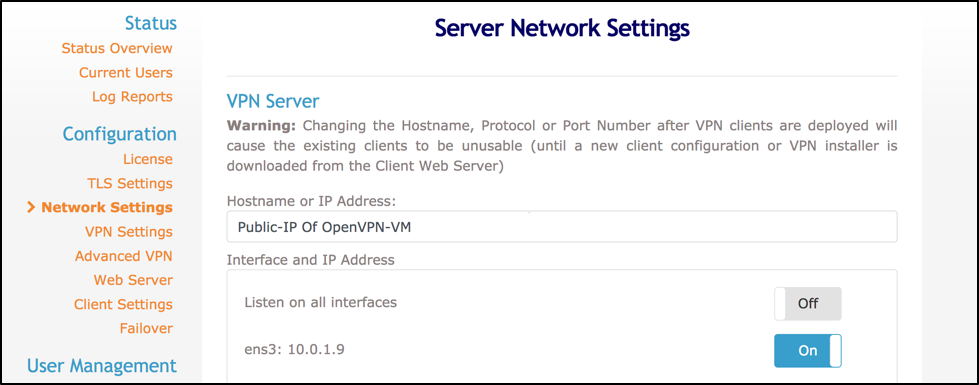 Status
Status Overview
Current Users
Log Reports
Configuration
License
TLS Settings
Network Settings
VPN Settings
Advanced VPN
Web Server
Client Settings
Failover
User Management
Server Network Settings
VPN Server
Warning: Changing the Hostname, Protocol or Port Number after VPN clients are deployed will
cause the existing clients to be unusable (until a new client configuration or VPN installer is
downloaded from the Client Web Server)
Hostname or IP Address:
Public-IP Of OpenVPN-VM
Interface and IP Address
Listen on all interfaces
Off
ens3: 10.0.1.9
On